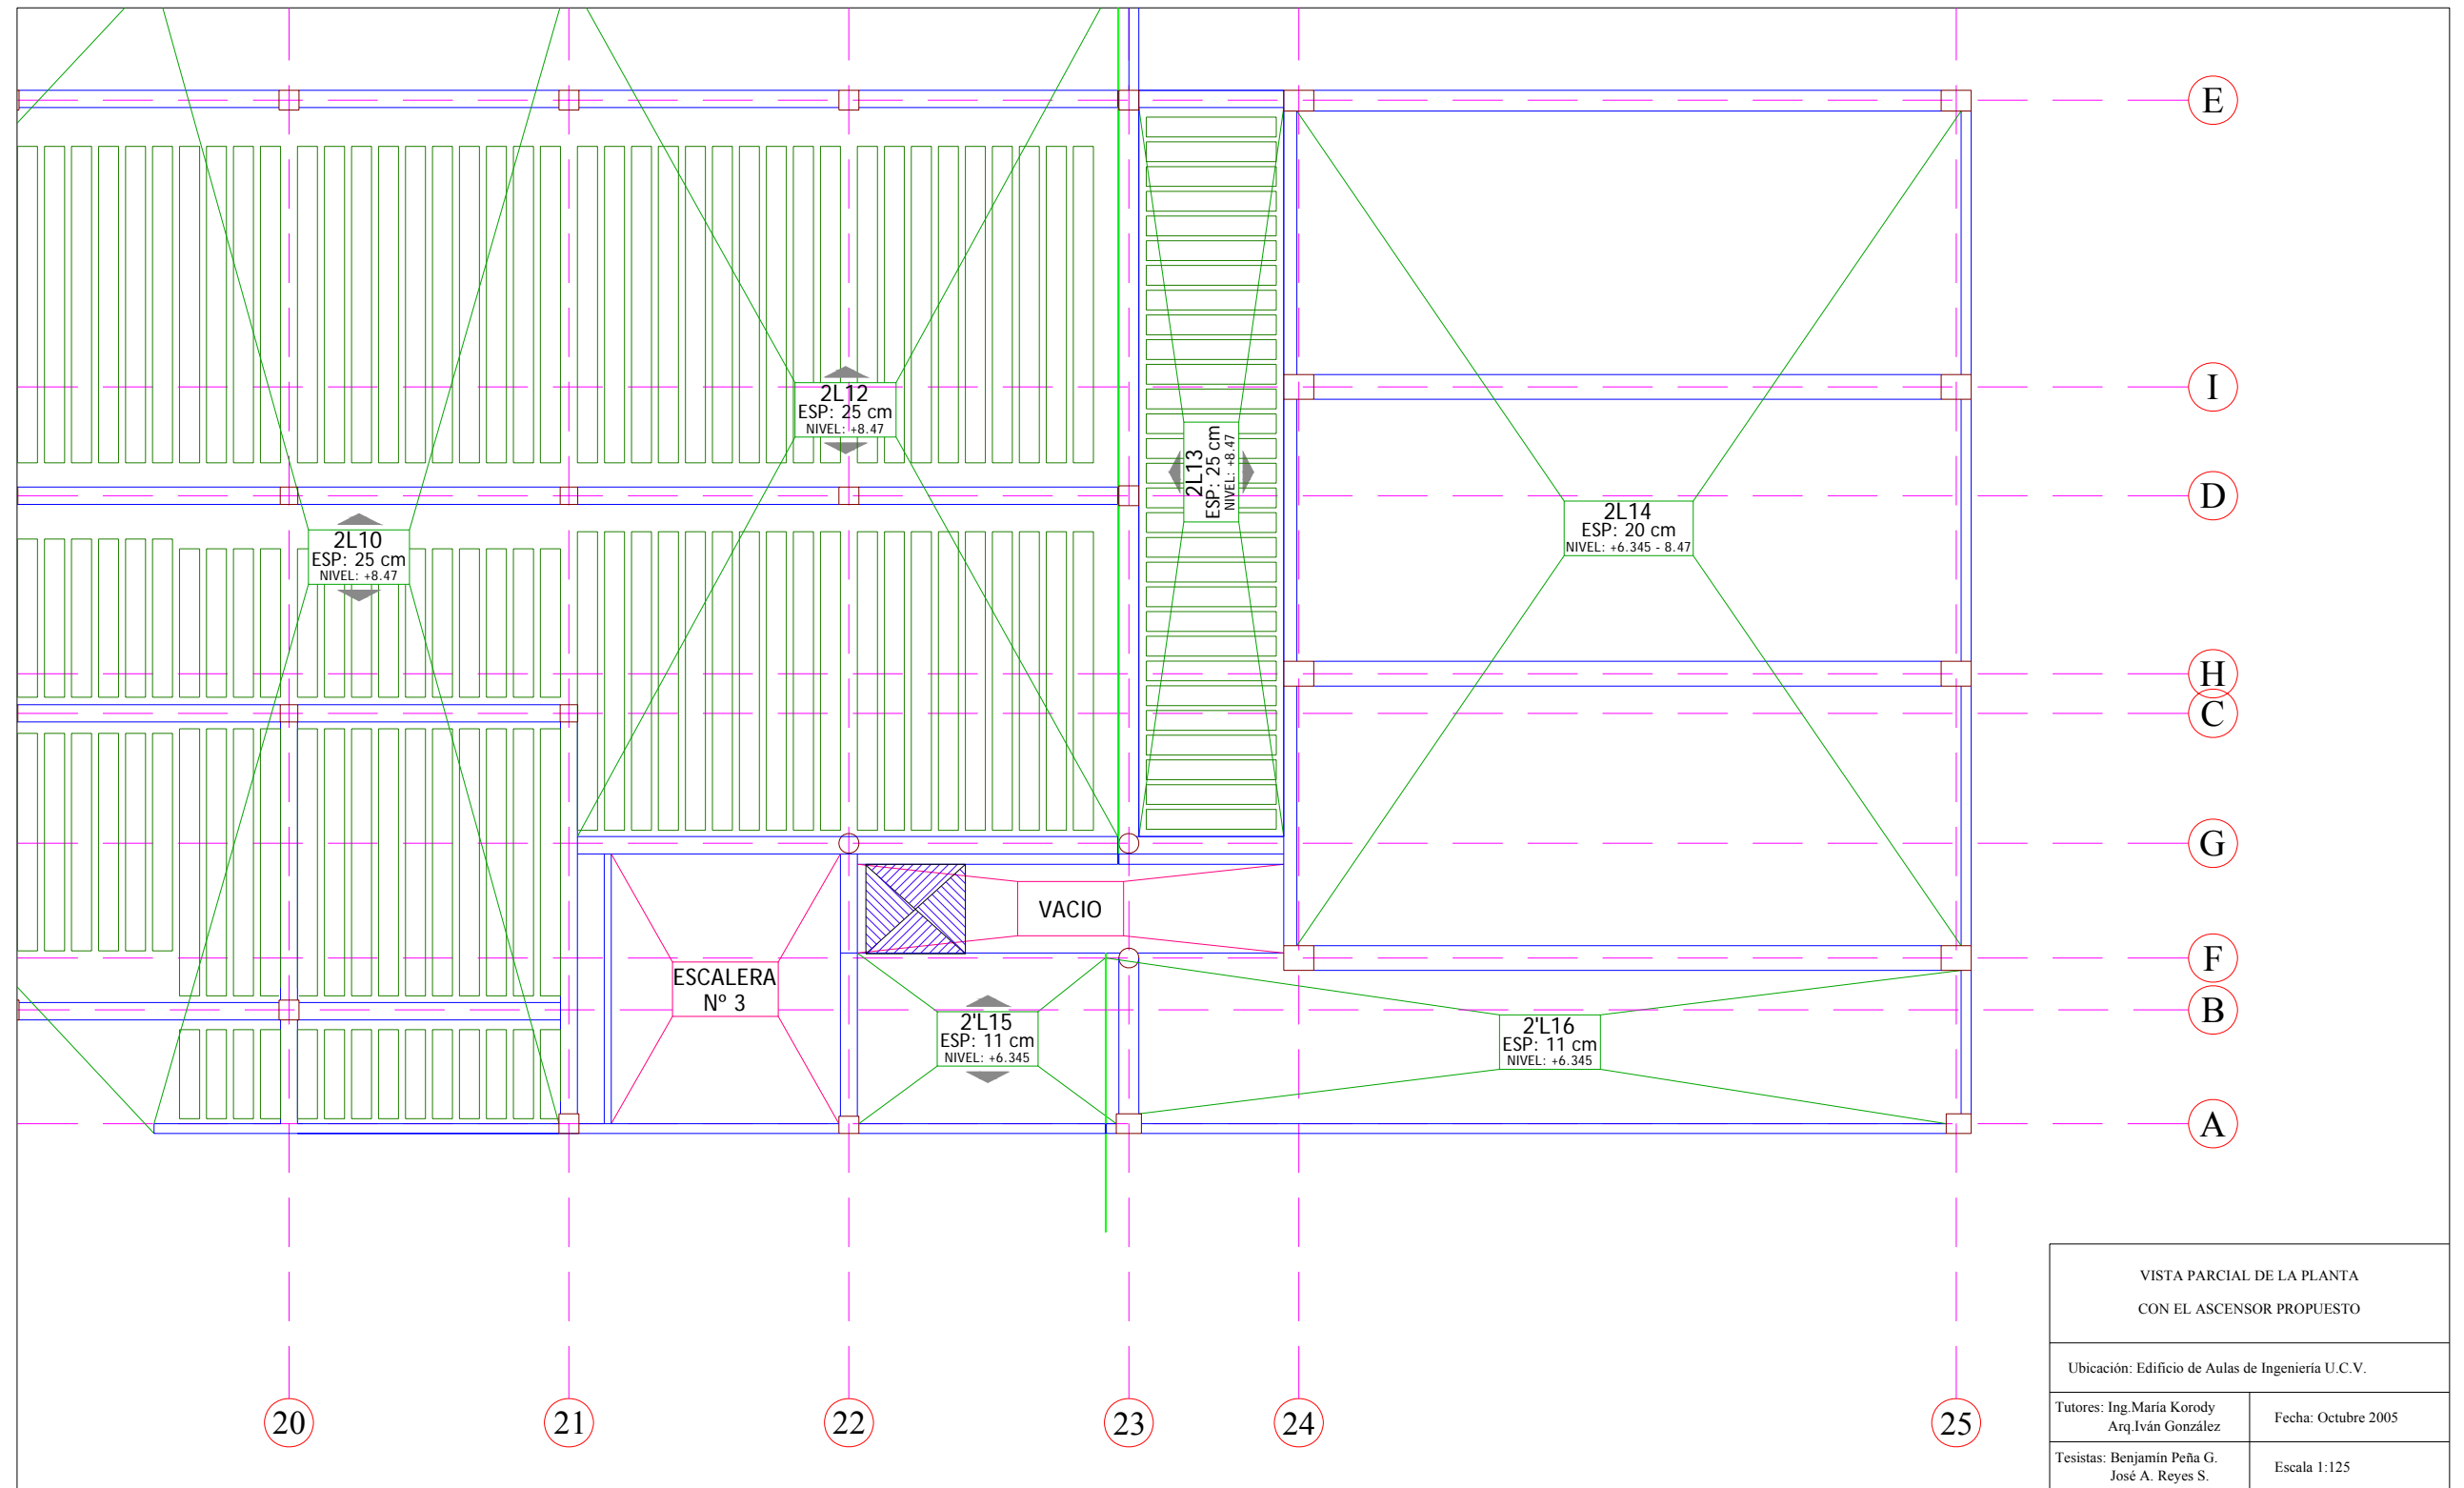 E
I
2L12
ESP: 25 cm
NIVEL: +8.47
2L13
ESP: 25 cm
NIVEL: +8.47
D
2L14
ESP: 20 cm
NIVEL: +6.345 - 8.47
2L10
ESP: 25 cm
NIVEL: +8.47
H
C
G
VACIO
F
ESCALERA
Nº 3
B
2'L15
ESP: 11 cm
NIVEL: +6.345
2'L16
ESP: 11 cm
NIVEL: +6.345
A
20
21
22
23
24
25
VISTA PARCIAL DE LA PLANTA
CON EL ASCENSOR PROPUESTO
Ubicación: Edificio de Aulas de Ingeniería U.C.V.
Tutores: Ing.María Korody
Arq.Iván González
Fecha: Octubre 2005
Tesistas: Benjamín Peña G.
José A. Reyes S.
Escala 1:125